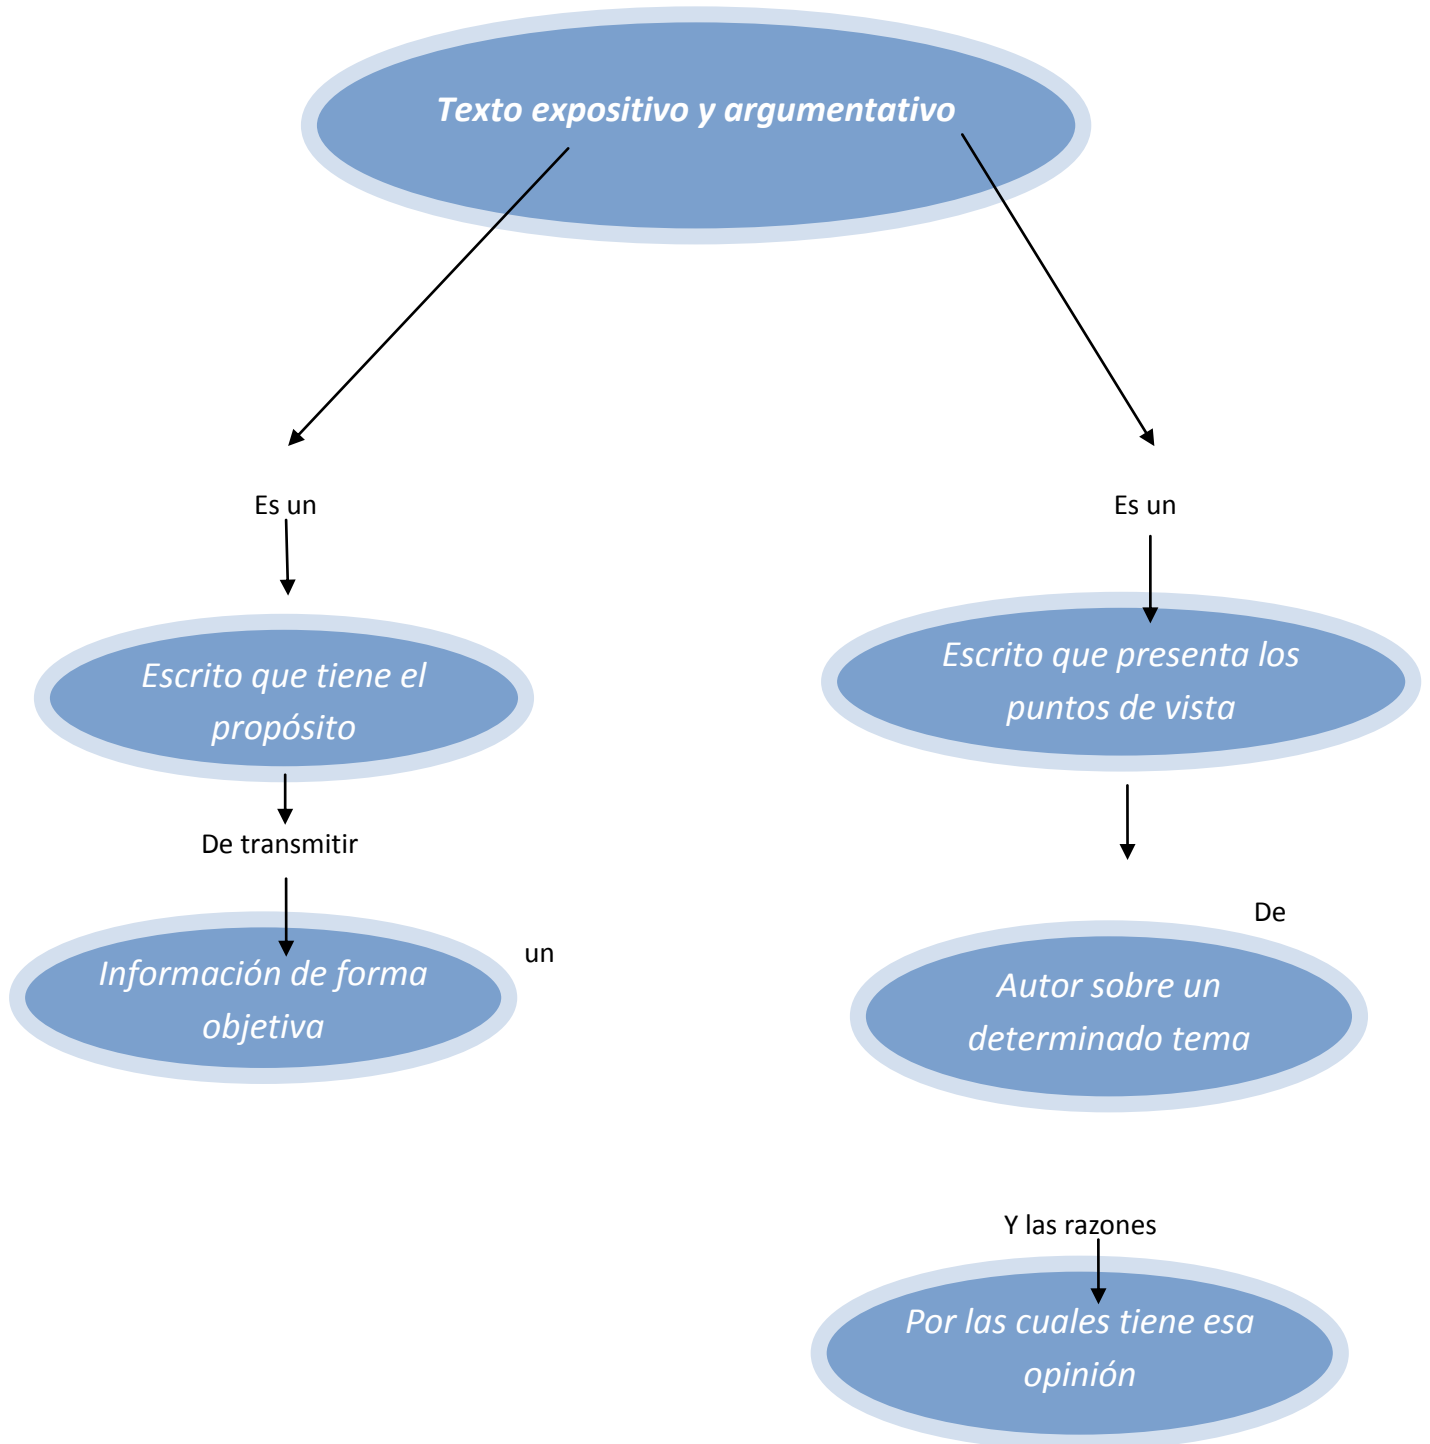 Texto expositivo y argumentativo
Es un
Escrito que tiene el
propósito
De transmitir
Información de forma
objetiva
Es un
Escrito que presenta los
puntos de vista
De
un
Autor sobre un
determinado tema
Y las razones
Por las cuales tiene esa
opinión